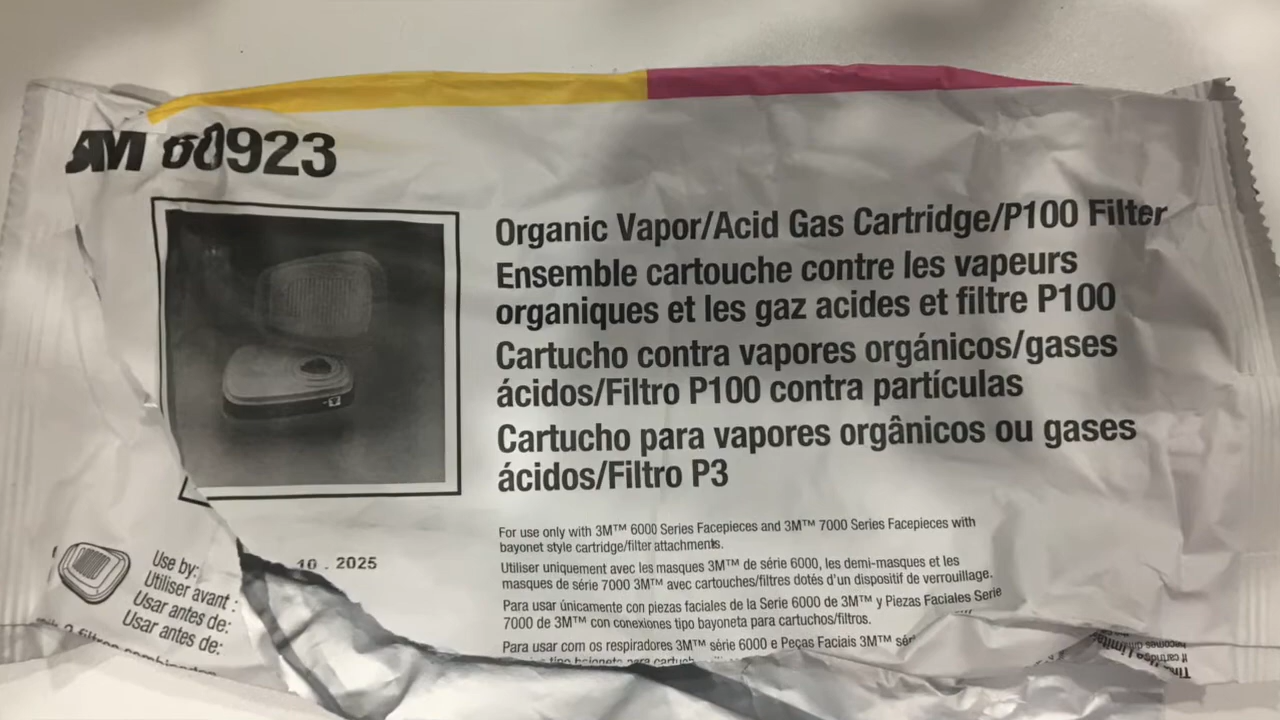 3M 60923
Organic Vapor/Acid Gas Cartridge/P100 Filter
Ensemble cartouche contre les vapeurs
organiques et les gaz acides et filtre P100
Cartucho contra vapores orgánicos/gases
ácidos/Filtro P100 contra partículas
Cartucho para vapores orgânicos ou gases
ácidos/Filtro P3
For use only with 3M™ 6000 Series Facepieces and 3M™ 7000 Series Facepieces with
bayonet style cartridge/filter attachments.
Utiliser uniquement avec les masques 3M™ de série 6000, les demi-masques et les
masques de série 7000 3M™ avec cartouches/filtres dotés d'un dispositif de verrouillage.
Para usar únicamente con piezas faciales de la Serie 6000 de 3M™ y Piezas Faciales Serie
7000 de 3M™ con conexiones tipo bayoneta para cartuchos/filtros.
Para usar com os respiradores 3M™ série 6000 e Peças Faciais 3M™
tipo baioneta para
Use by:
10 . 2025
Utiliser avant :
Usar antes de:
Usar antes de: